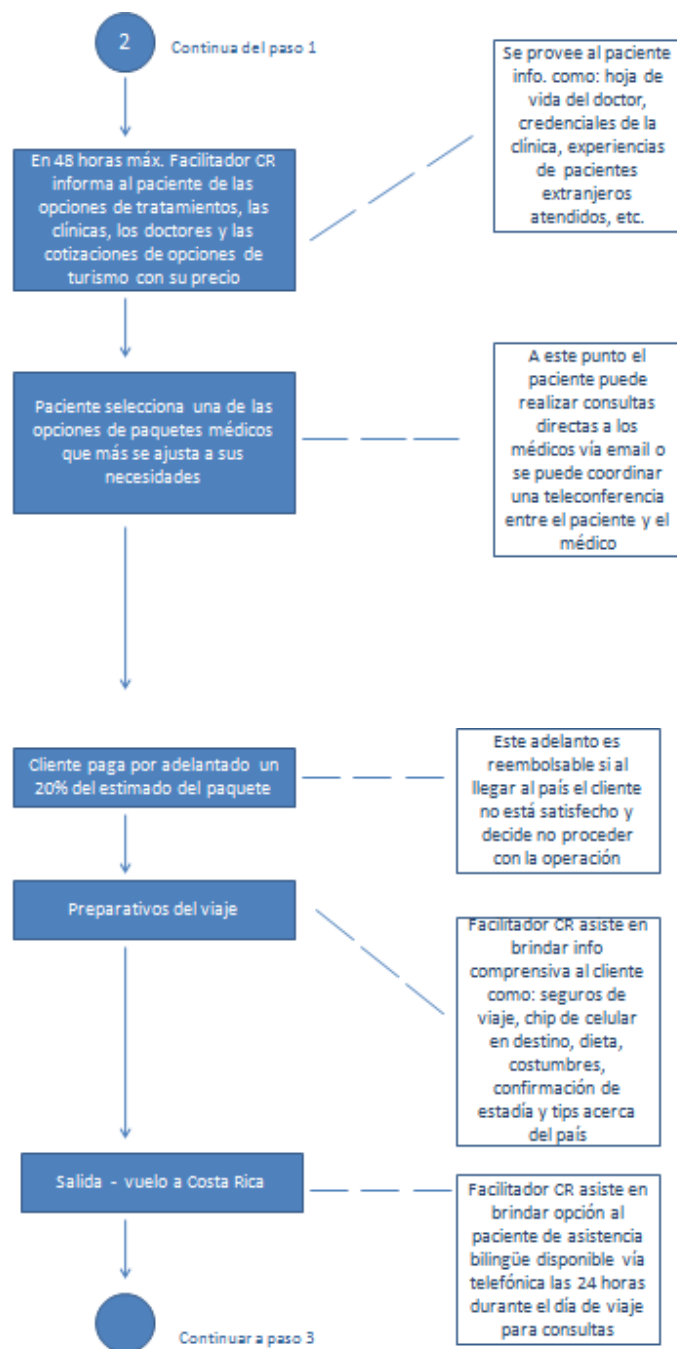 2
Continua del paso 1
Se provee al paciente
info. como: hoja de
vida del doctor,
credenciales de la
clínica, experiencias
de pacientes
extranjeros
atendidos, etc.
En 48 horas máx. Facilitador CR
informa al paciente de las
opciones de tratamientos, las
clínicas, los doctores y las
cotizaciones de opciones de
turismo con su precio
A este punto el
paciente puede
realizar consultas
directas a los
médicos vía email o
se puede coordinar
una teleconferencia
entre el paciente y el
médico
Paciente selecciona una de las
opciones de paquetes médicos
que más se ajusta a sus
necesidades
Cliente paga por adelantado un
20% del estimado del paquete
Este adelanto es
reembolsable si al
llegar al país el cliente
no está satisfecho y
decide no proceder
con la operación
Preparativos del viaje
Facilitador CR asiste en
brindar info
comprensiva al cliente
como: seguros de
viaje, chip de celular
en destino, dieta,
costumbres,
confirmación de
estadía y tips acerca
del país
Salida - vuelo a Costa Rica
Facilitador CR asiste en
brindar opción al
paciente de asistencia
bilingüe disponible vía
telefónica las 24 horas
durante el día de viaje
para consultas
Continuar a paso 3